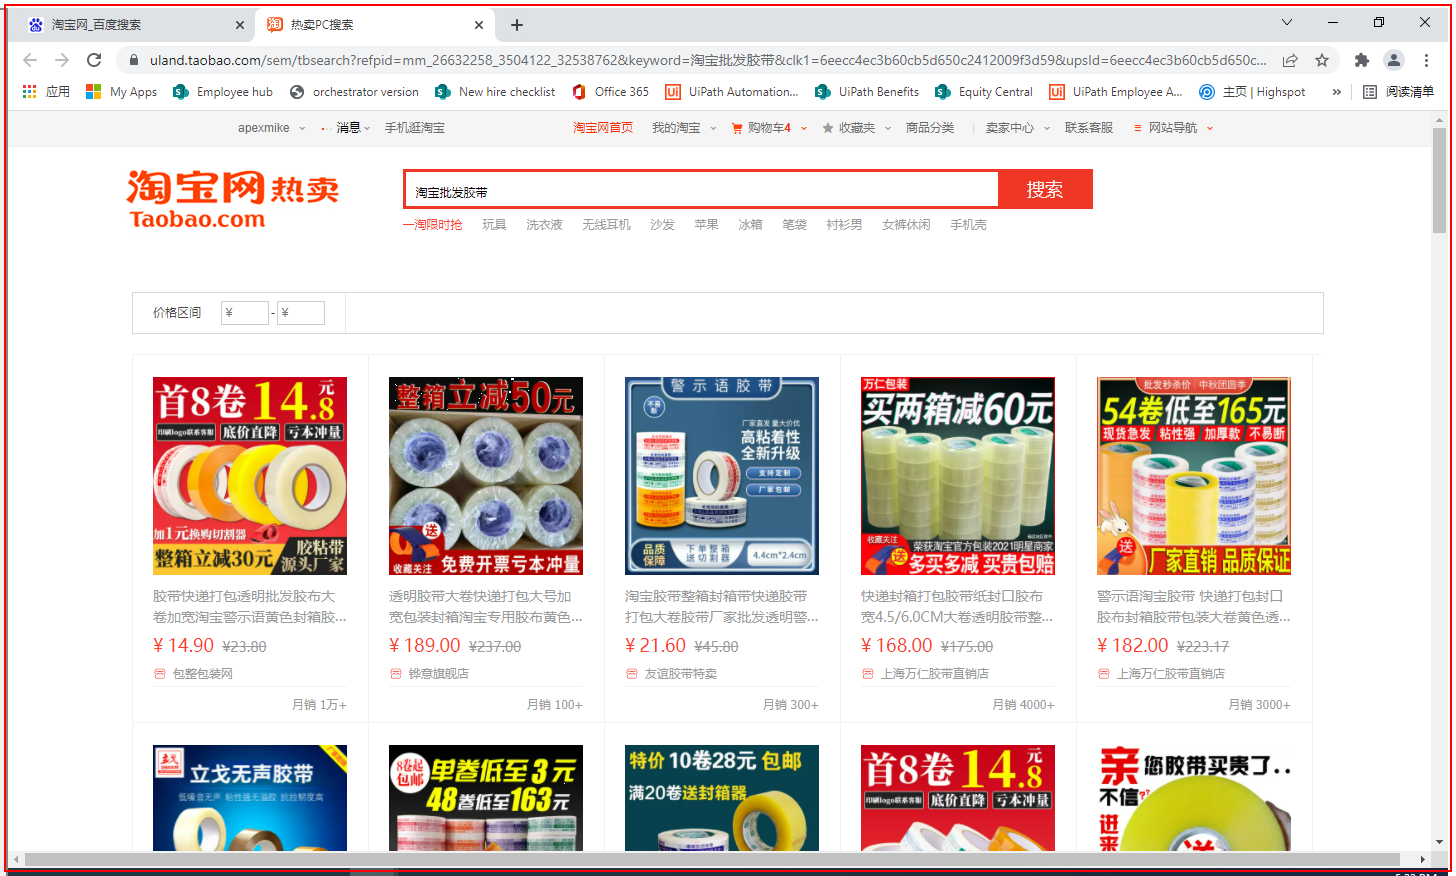 淘宝网_百度搜索
热卖PC搜索
uland.taobao.com/sem/tbsearch?refpid=mm_26632258_3504122_32538762&keyword=淘宝批发胶带&clk1=6eecc4ec3b60cb5d650c2412009f3d59&upsId=6eecc4ec3b60cb5d650c...
应用 My Apps Employee hub orchestrator version New hire checklist Office 365 UiPath Automation... UiPath Benefits Equity Central UiPath Employee A... 主页 | Highspot » 阅读清单
apexmike 消息 手机逛淘宝 淘宝网首页 我的淘宝 购物车4 收藏夹 商品分类 卖家中心 联系客服 网站导航
淘宝网热卖
Taobao.com
淘宝批发胶带 搜索
一淘限时抢 玩具 洗衣液 无线耳机 沙发 苹果 冰箱 笔袋 衬衫男 女裤休闲 手机壳
价格区间 ¥ - ¥
首8卷14.8元
印刷logo联系客服 底价直降 亏本冲量
加1元换购切割器
整箱立减30元
胶粘带
源头厂家
胶带快递打包透明批发胶布大
卷加宽淘宝警示语黄色封箱胶...
¥ 14.90 ¥23.80
包整包装网
月销 1万+
整箱立减50元
送
收藏关注
免费开票亏本冲量
透明胶带大卷快递打包大号加
宽包装封箱淘宝专用胶布黄色...
¥ 189.00 ¥237.00
铧意旗舰店
月销 100+
警示语胶带
不易断
厂家直发 量大价优
高粘着性
全新升级
支持定制
厂家包邮
品质保障
下单整箱
送切割器
4.4cm*2.4cm
淘宝胶带整箱封箱带快递胶带
打包大卷胶带厂家批发透明警...
¥ 21.60 ¥45.80
友谊胶带特卖
月销 300+
万仁包装
买两箱减60元
收藏关注
送
荣获淘宝官方包装2021明星商家
多买多减 买贵包赔
快递封箱打包胶带纸封口胶布
宽4.5/6.0CM大卷透明胶带整...
¥ 168.00 ¥175.00
上海万仁胶带直销店
月销 4000+
批发秒杀价 | 中秋团圆季
54卷低至165元
现货急发 粘性强 加厚款 不易断
送
厂家直销 品质保证
警示语淘宝胶带 快递打包封口
胶布封箱胶带包装大卷黄色透...
¥ 182.00 ¥223.17
上海万仁胶带直销店
月销 3000+
立戈
立戈无声胶带
低噪音无声 粘性强无溢胶 抗拉韧度高
8卷起
包邮
单卷低至3元
48卷低至163元
特价 10卷28元 包邮
满20卷送封箱器
首8卷14.8元
印刷logo联系客服 底价直降 亏本冲量
亲 您胶带买贵了..
不信??
进来
送